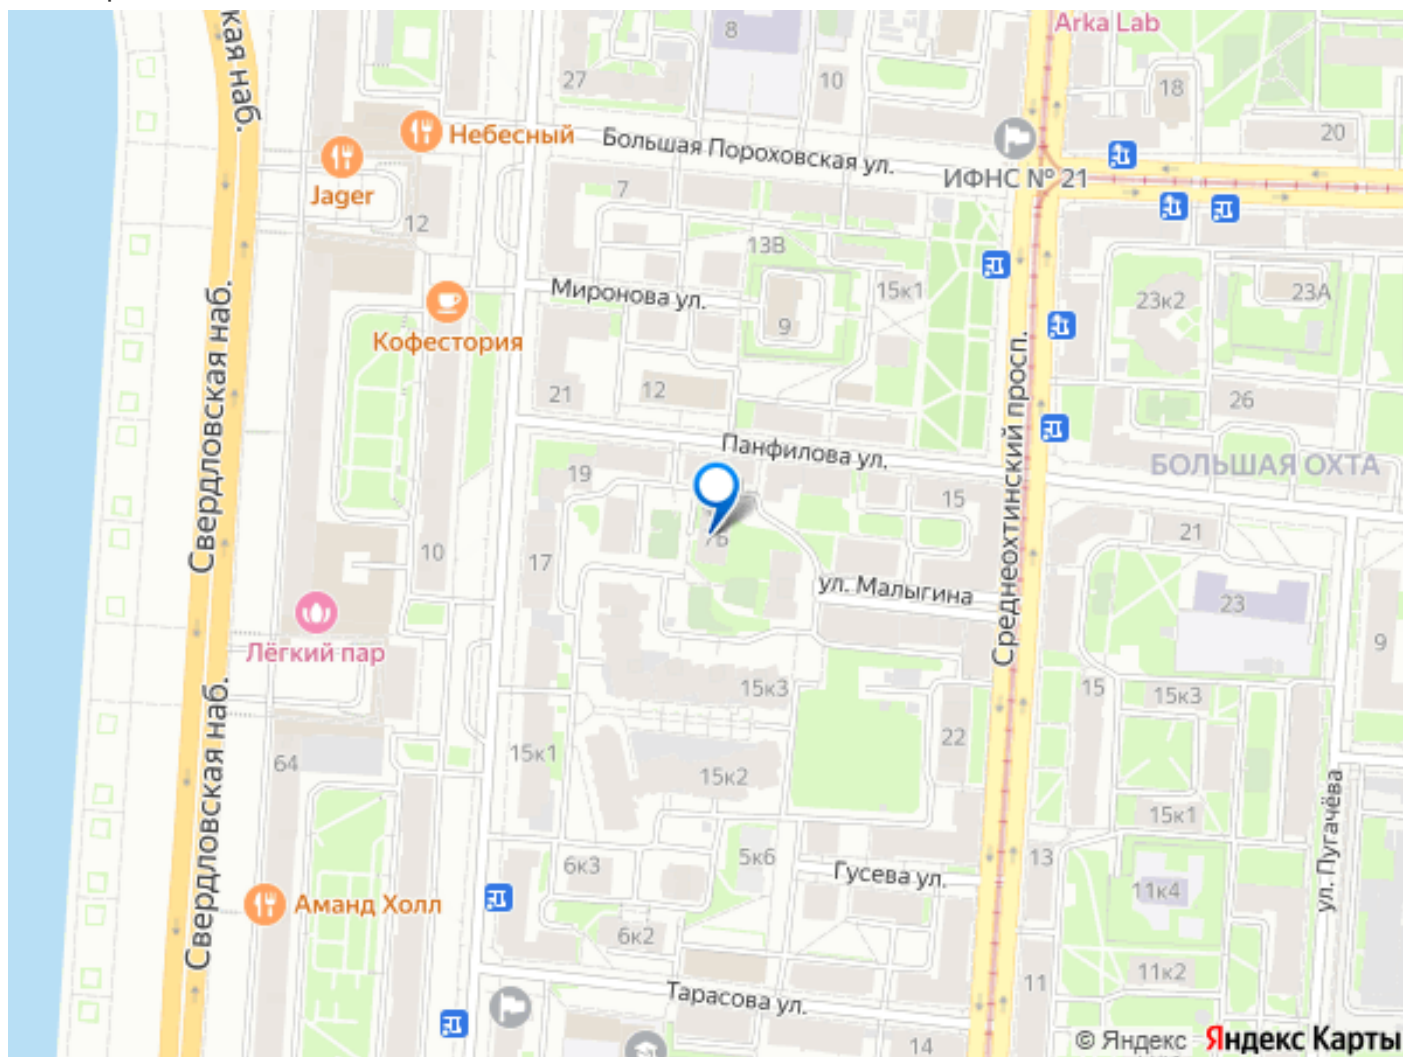 Arka Lab
8
кая наб.
27
10
18
Небесный
20
Большая Пороховская ул.
Jager
ИФНС № 21
7
12
13В
Миронова ул.
15к1
23к2
23А
Кофестория
9
Свердловская наб.
Среднеохтинский просп.
21
12
26
Панфилова ул.
БОЛЬШАЯ ОХТА
19
15
7Б
21
10
17
ул. Малыгина
23
Лёгкий пар
9
15к3
15
15к3
Свердловская наб.
22
15к1
64
15к2
ул. Пугачёва
15к1
6к3
5к6
13
Гусева ул.
11к4
Аманд Холл
6к2
11к2
11
Тарасова ул.
14
© Яндекс Яндекс Карты